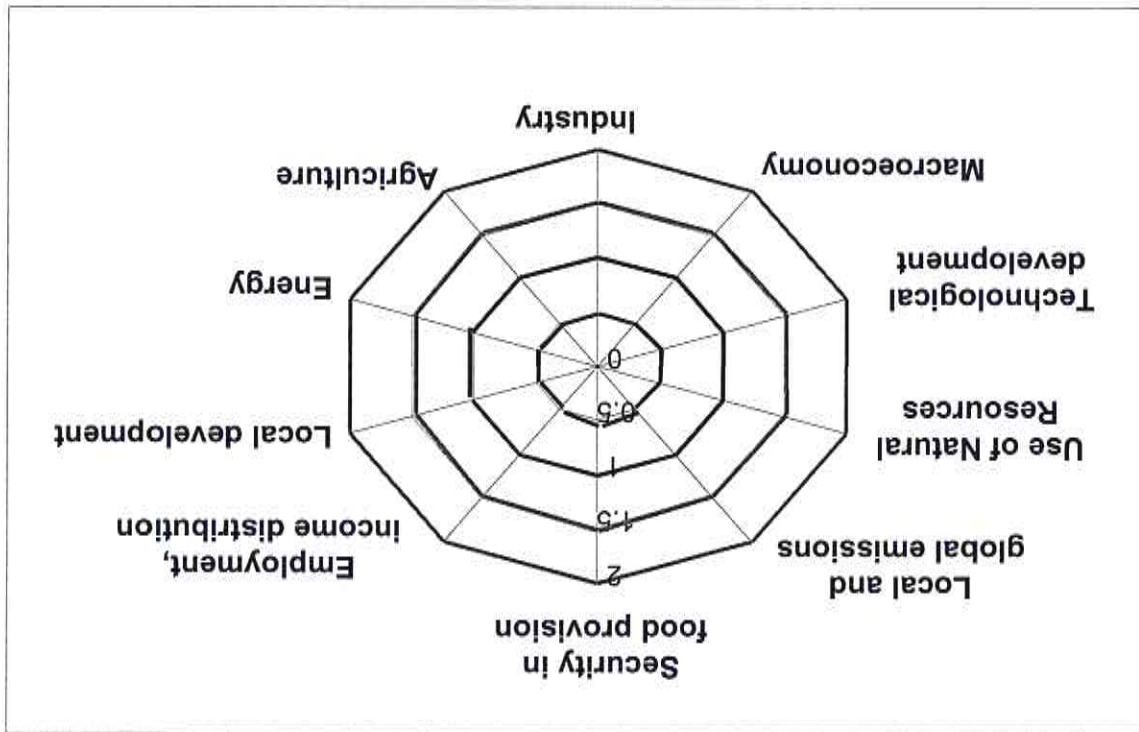 Security in
food provision
Local and
global emissions
Use of Natural
Resources
Technological
development
Macroeconomy
Industry
Agriculture
Energy
Local development
Employment,
income distribution
2
1.5
1
0.5
0